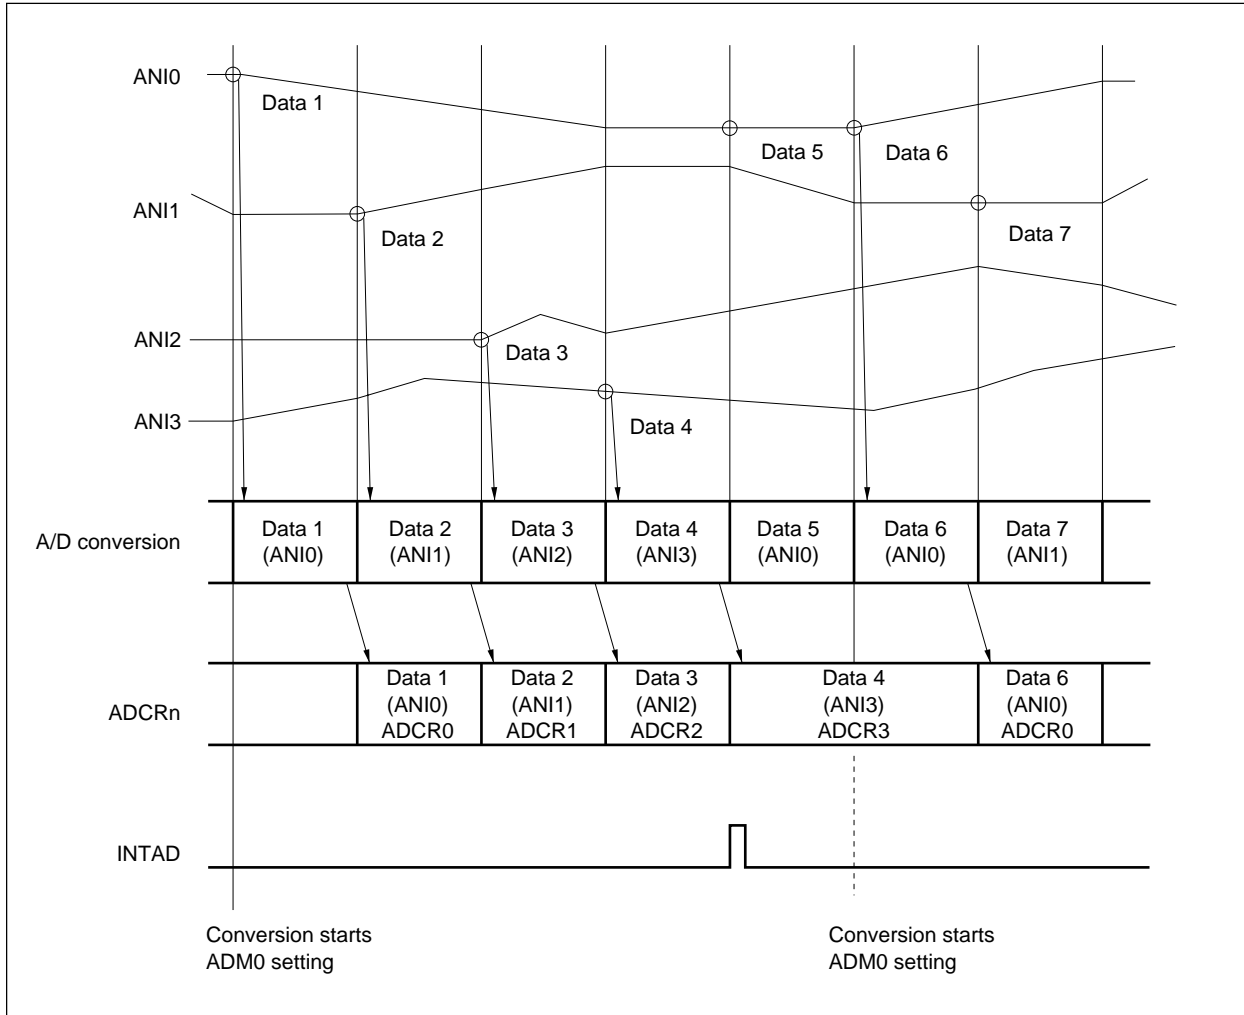 ANI0
Data 1
Data 5
Data 6
ANI1
Data 2
Data 7
ANI2
Data 3
ANI3
Data 4
A/D conversion
Data 1
(ANI0)
Data 2
(ANI1)
Data 3
(ANI2)
Data 4
(ANI3)
Data 5
(ANI0)
Data 6
(ANI0)
Data 7
(ANI1)
ADCRn
Data 1
(ANI0)
ADCR0
Data 2
(ANI1)
ADCR1
Data 3
(ANI2)
ADCR2
Data 4
(ANI3)
ADCR3
Data 6
(ANI0)
ADCR0
INTAD
Conversion starts
ADM0 setting
Conversion starts
ADM0 setting